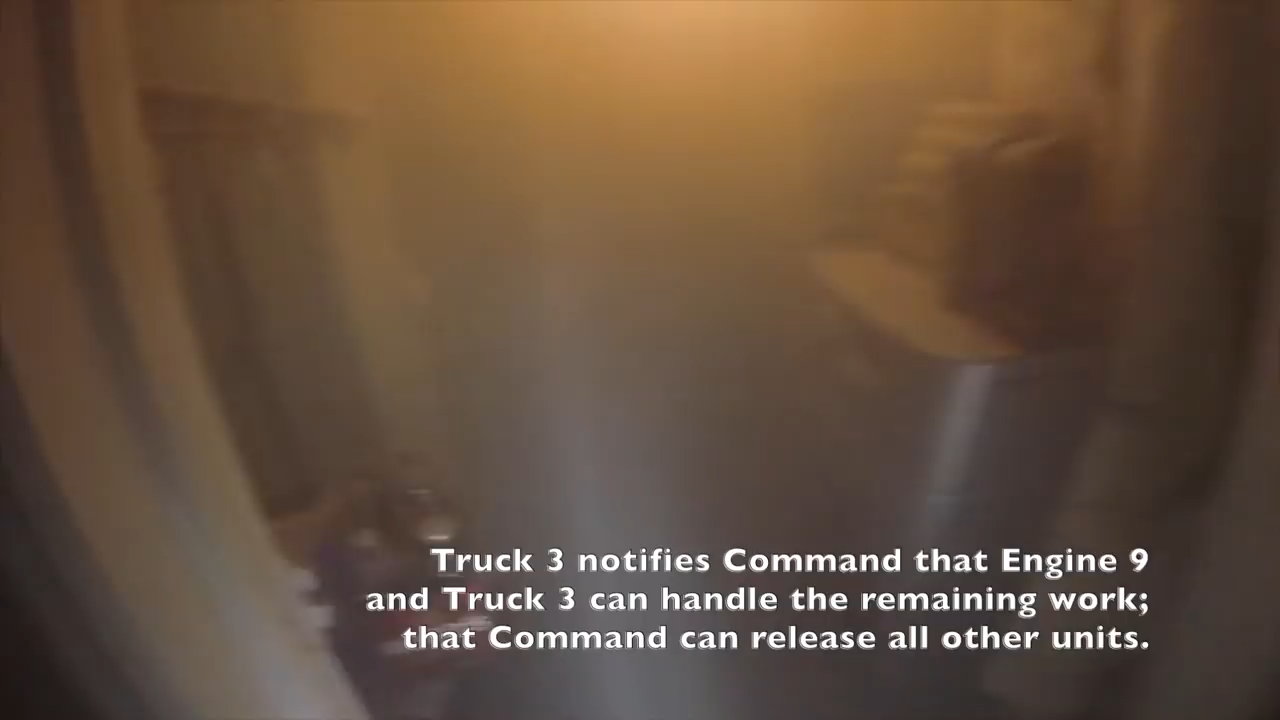 Truck 3 notifies Command that Engine 9
and Truck 3 can handle the remaining work;
that Command can release all other units.